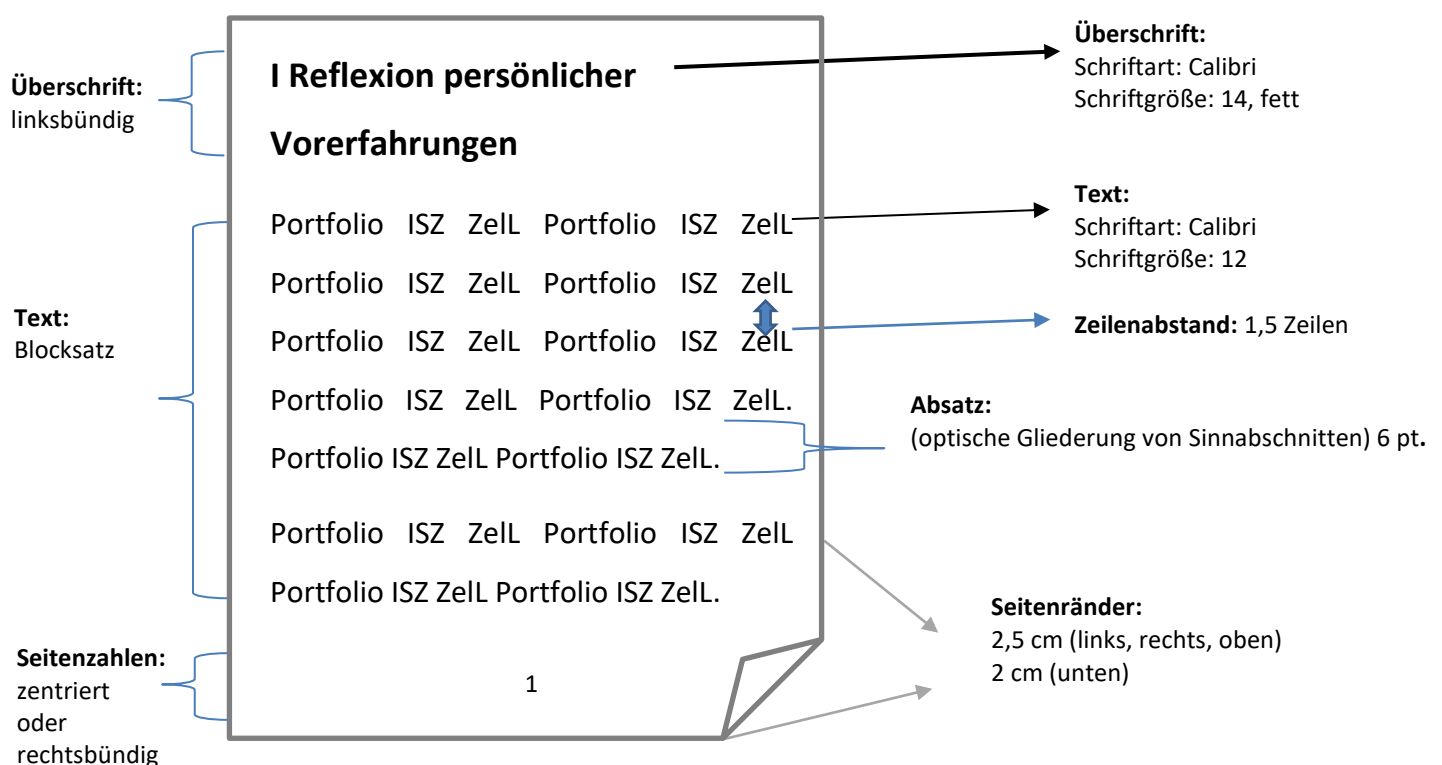 Überschrift:
linksbündig
Text:
Blocksatz
Seitenzahlen:
zentriert
oder
rechtsbündig
I Reflexion persönlicher
Vorerfahrungen
Portfolio ISZ ZelL Portfolio ISZ ZelL
Portfolio ISZ ZelL Portfolio ISZ ZelL
Portfolio ISZ ZelL Portfolio ISZ ZelL
Portfolio ISZ ZelL Portfolio ISZ ZelL.
Portfolio ISZ ZelL Portfolio ISZ ZelL.
Portfolio ISZ ZelL Portfolio ISZ ZelL
Portfolio ISZ ZelL Portfolio ISZ ZelL.
1
Überschrift:
Schriftart: Calibri
Schriftgröße: 14, fett
Text:
Schriftart: Calibri
Schriftgröße: 12
Zeilenabstand: 1,5 Zeilen
Absatz:
(optische Gliederung von Sinnabschnitten) 6 pt.
Seitenränder:
2,5 cm (links, rechts, oben)
2 cm (unten)